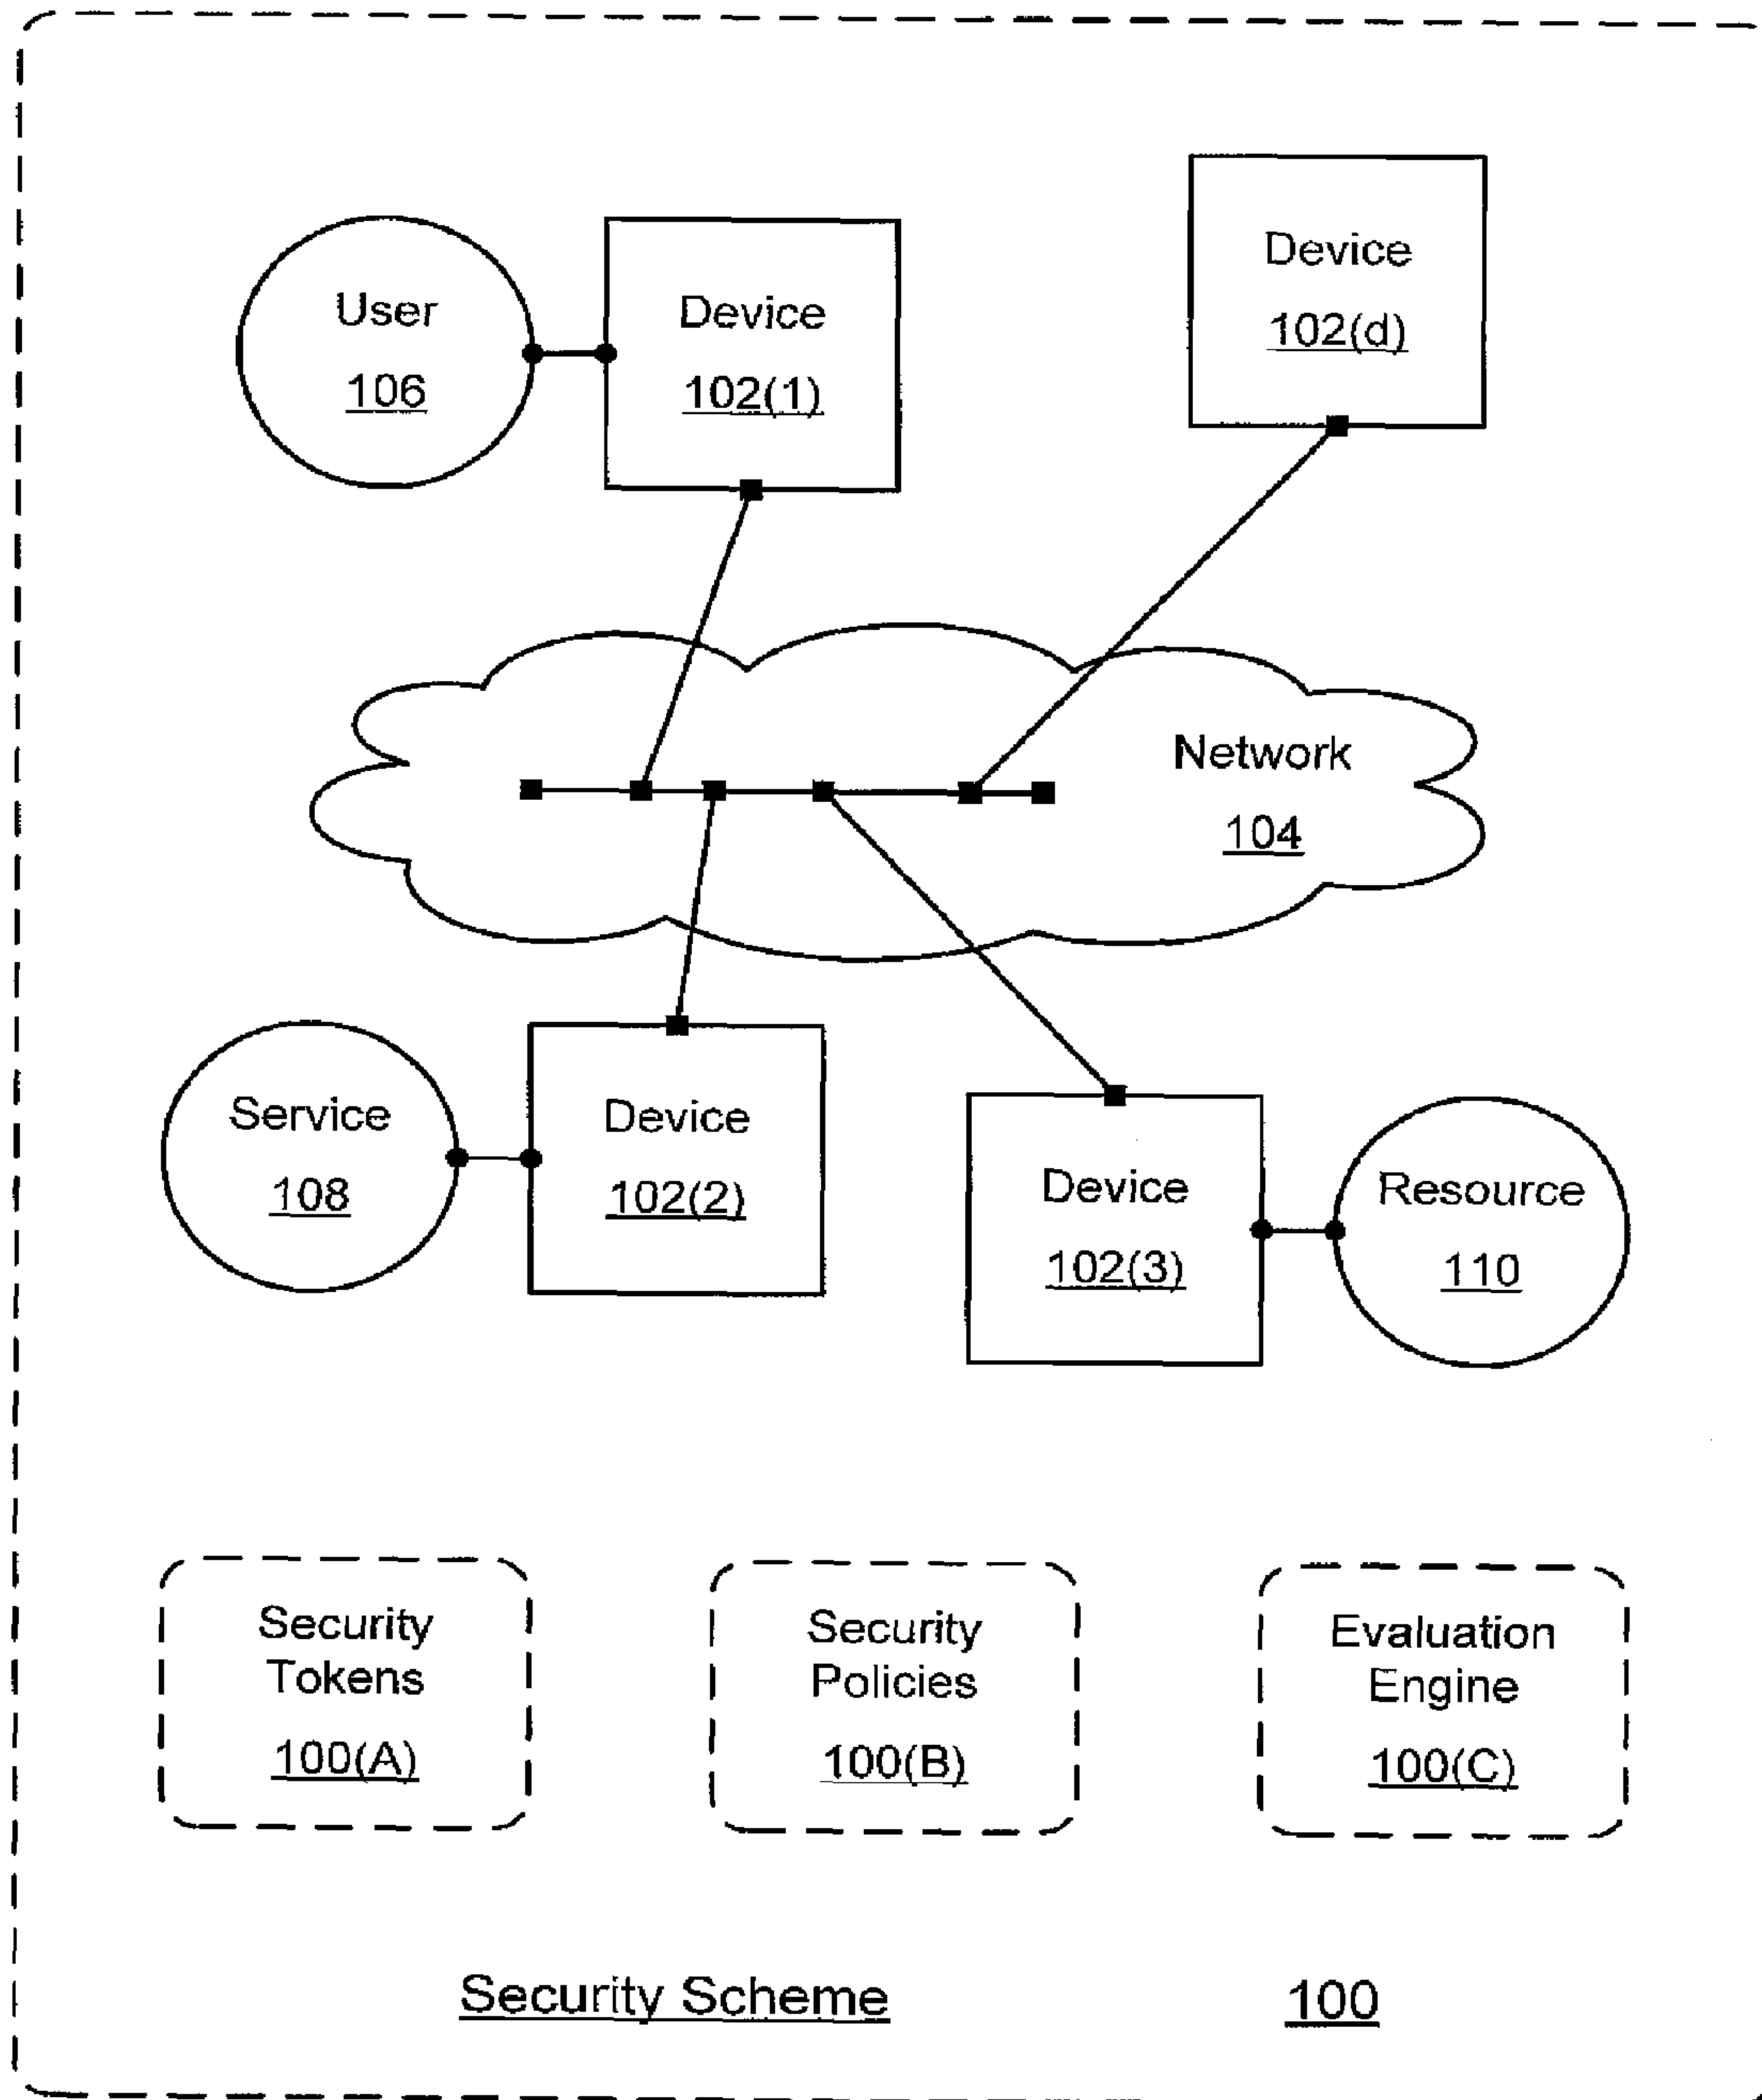 User
106
Device
102(1)
Device
102(d)
Network
104
Service
108
Device
102(2)
Device
102(3)
Resource
110
Security
Tokens
100(A)
Security
Policies
100(B)
Evaluation
Engine
100(C)
Security Scheme 100